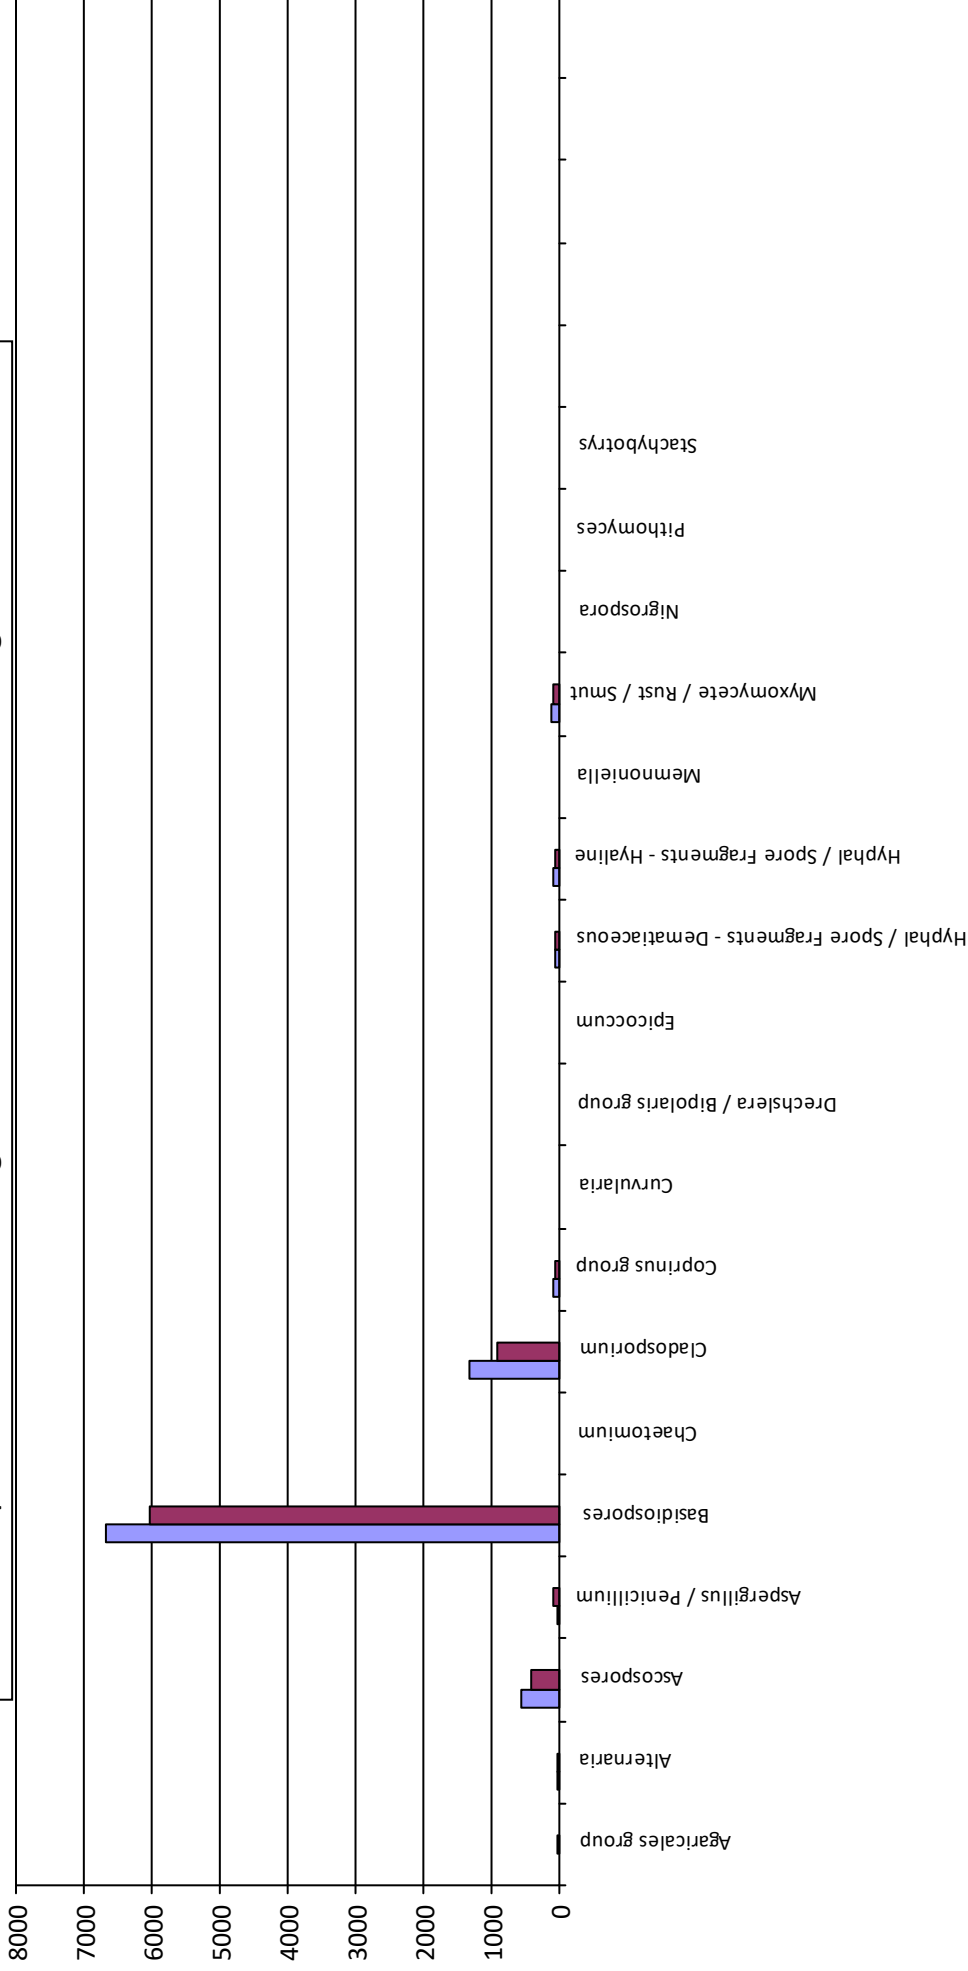 8000
7000
6000
5000
4000
3000
2000
1000
0
Agaricales group
Alternaria
Ascospores
Aspergillus / Penicillium
Basidiospores
Chaetomium
Cladosporium
Coprinus group
Curvularia
Drechslera / Bipolaris group
Epicoccum
Hyphal / Spore Fragments - Dematiaceous
Hyphal / Spore Fragments - Hyaline
Memnoniella
Myxomycete / Rust / Smut
Nigrospora
Pithomyces
Stachybotrys